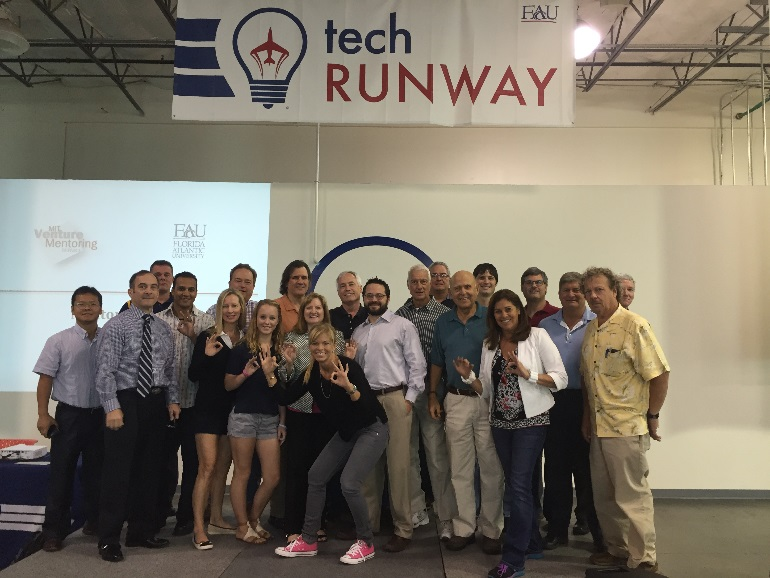 FAU
tech
RUNWAY
MIT
Venture
Mentoring
FAU
FLORIDA
ATLANTIC
UNIVERSITY